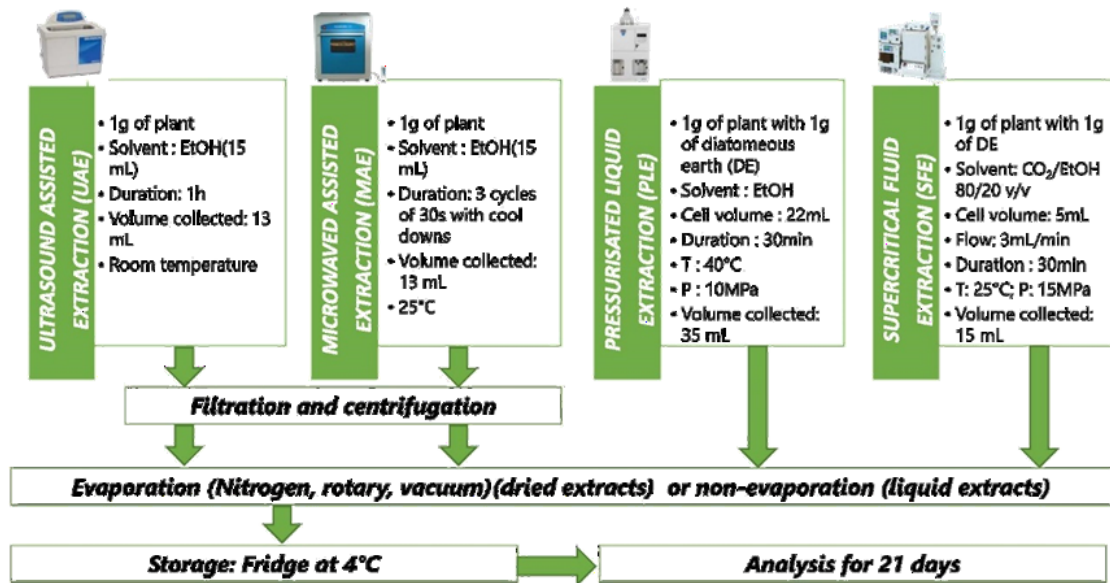 ULTRASOUND ASSISTED
EXTRACTION (UAE)
• 1g of plant
• Solvent : EtOH(15
mL)
• Duration: 1h
• Volume collected: 13
mL
• Room temperature
MICROWAVED ASSISTED
EXTRACTION (MAE)
• 1g of plant
• Solvent: EtOH(15
mL)
• Duration: 3 cycles
of 30s with cool
downs
• Volume collected:
13 mL
• 25°C
PRESSURISATED LIQUID
EXTRACTION (PLE)
• 1g of plant with 1g
of diatomeous
earth (DE)
• Solvent : EtOH
• Cell volume : 22mL
• Duration : 30min
• T : 40°C
• P : 10MPa
• Volume collected:
35 mL
SUPERCRITICAL FLUID
EXTRACTION (SFE)
• 1g of plant with 1g
of DE
• Solvent: CO₂/EtOH
80/20 v/v
• Cell volume: 5mL
• Flow: 3mL/min
• Duration : 30min
• T: 25°C; P: 15MPa
• Volume collected:
15 mL
Filtration and centrifugation
Evaporation (Nitrogen, rotary, vacuum)(dried extracts) or non-evaporation (liquid extracts)
Storage: Fridge at 4°C
Analysis for 21 days